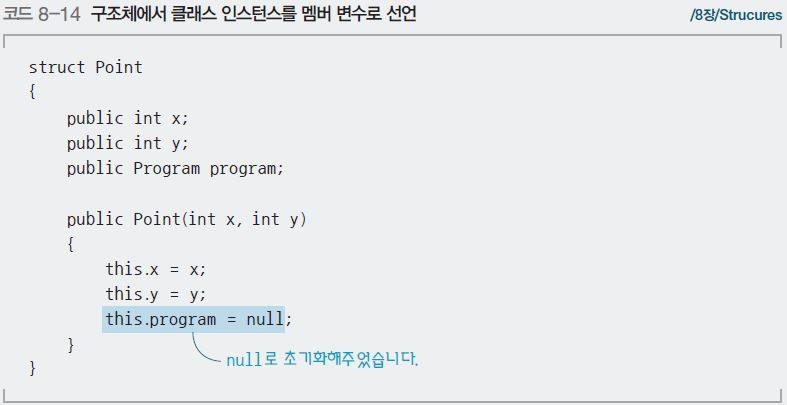 코드 8-14 구조체에서 클래스 인스턴스를 멤버 변수로 선언 /8장/Strucures
struct Point
{
public int x;
public int y;
public Program program;
public Point(int x, int y)
{
this.x = x;
this.y = y;
this.program = null;
}
null로 초기화해주었습니다.
}